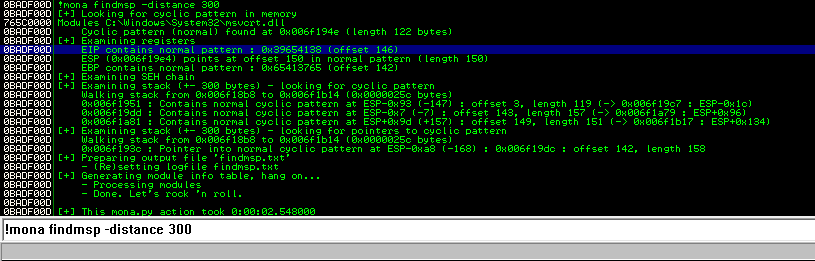 0BADF00D !mona findmsp -distance 300
0BADF00D [+] Looking for cyclic pattern in memory
765C0000 Modules C:\Windows\System32\msvcrt.dll
0BADF00D Cyclic pattern (normal) found at 0x006f194e (length 122 bytes)
0BADF00D [+] Examining registers
0BADF00D EIP contains normal pattern : 0x39654138 (offset 146)
0BADF00D ESP (0x006f19e4) points at offset 150 in normal pattern (length 150)
0BADF00D EBP contains normal pattern : 0x65413765 (offset 142)
0BADF00D [+] Examining SEH chain
0BADF00D [+] Examining stack (+- 300 bytes) - looking for cyclic pattern
0BADF00D Walking stack from 0x006f18b8 to 0x006f1b14 (0x0000025c bytes)
0BADF00D 0x006f1951 : Contains normal cyclic pattern at ESP-0x93 (-147) : offset 3, length 119 (-> 0x006f19c7 : ESP-0x1c)
0BADF00D 0x006f19dd : Contains normal cyclic pattern at ESP-0x7 (-7) : offset 143, length 157 (-> 0x006f1a79 : ESP+0x96)
0BADF00D 0x006f1a81 : Contains normal cyclic pattern at ESP+0x9d (+157) : offset 149, length 151 (-> 0x006f1b17 : ESP+0x134)
0BADF00D [+] Examining stack (+- 300 bytes) - looking for pointers to cyclic pattern
0BADF00D Walking stack from 0x006f18b8 to 0x006f1b14 (0x0000025c bytes)
0BADF00D 0x006f193c : Pointer into normal cyclic pattern at ESP-0xa8 (-168) : 0x006f19dc : offset 142, length 158
0BADF00D [+] Preparing output file 'findmsp.txt'
0BADF00D - (Re)setting logfile findmsp.txt
0BADF00D [+] Generating module info table, hang on...
0BADF00D - Processing modules
0BADF00D - Done. Let's rock 'n roll.
0BADF00D
0BADF00D [+] This mona.py action took 0:00:02.548000
!mona findmsp -distance 300